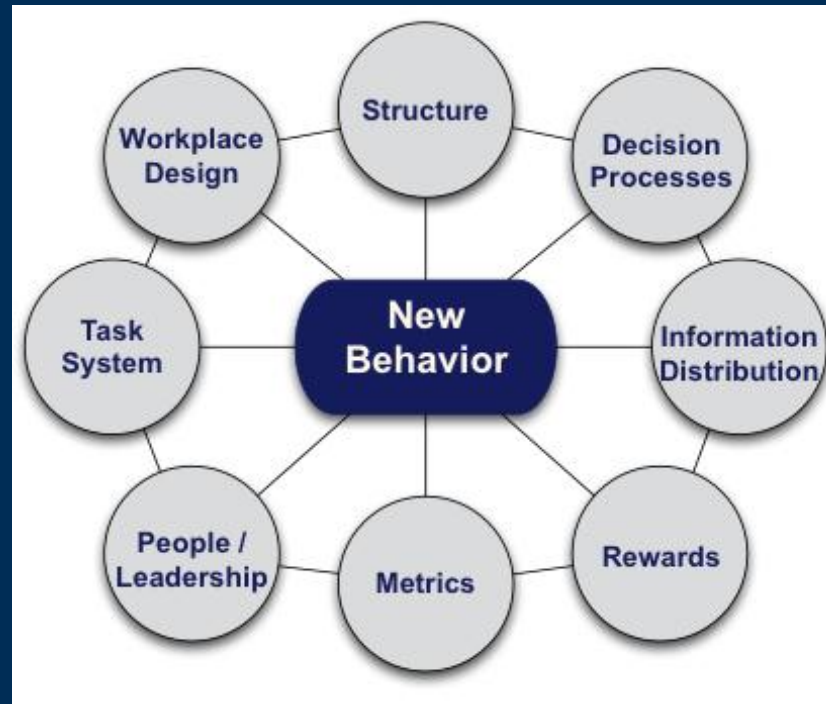 Structure
Workplace
Design
Decision
Processes
Task
System
New
Behavior
Information
Distribution
People /
Leadership
Metrics
Rewards